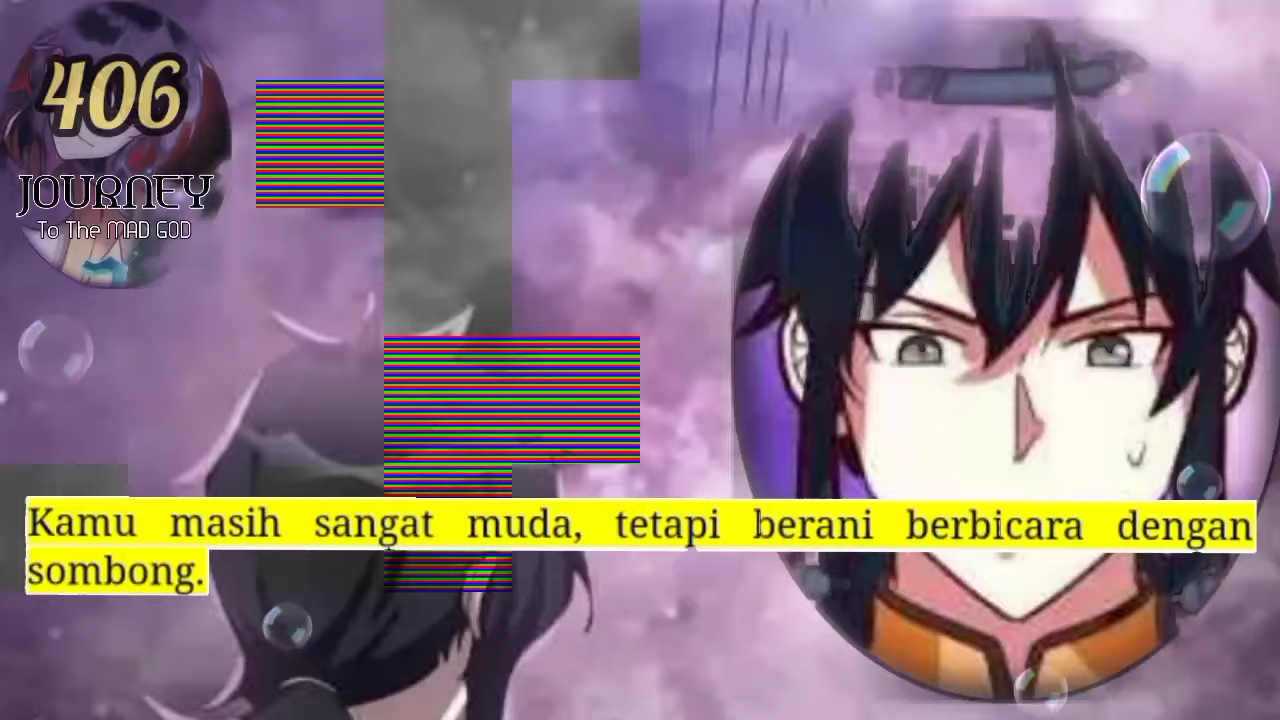 406
JOURNEY
To The MAD GOD
Kamu masih sangat muda, tetapi berani berbicara dengan
sombong.